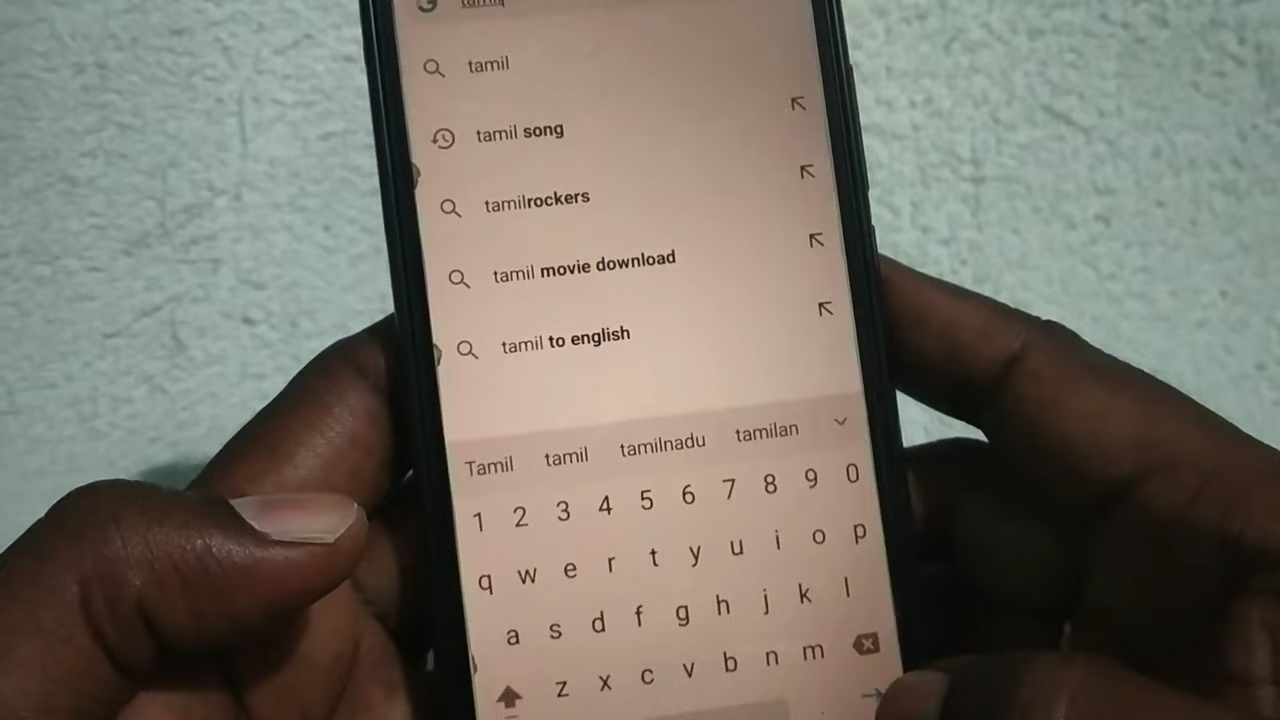 tamil
tamil
tamil song
tamilrockers
tamil movie download
tamil to english
Tamil tamil tamilnadu tamilan
1 2 3 4 5 6 7 8 9 0
q w e r t y u i o p
a s d f g h j k l
z x c v b n m